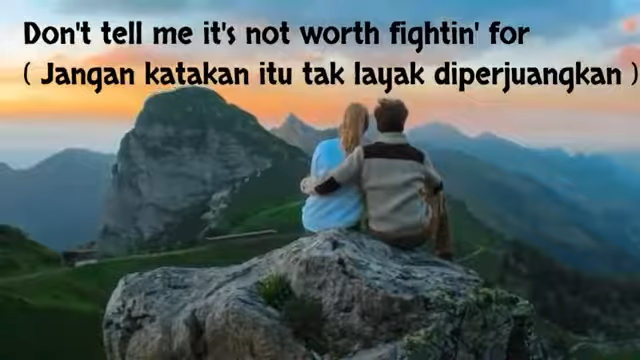 Don't tell me it's not worth fightin' for
( Jangan katakan itu tak layak diperjuangkan )